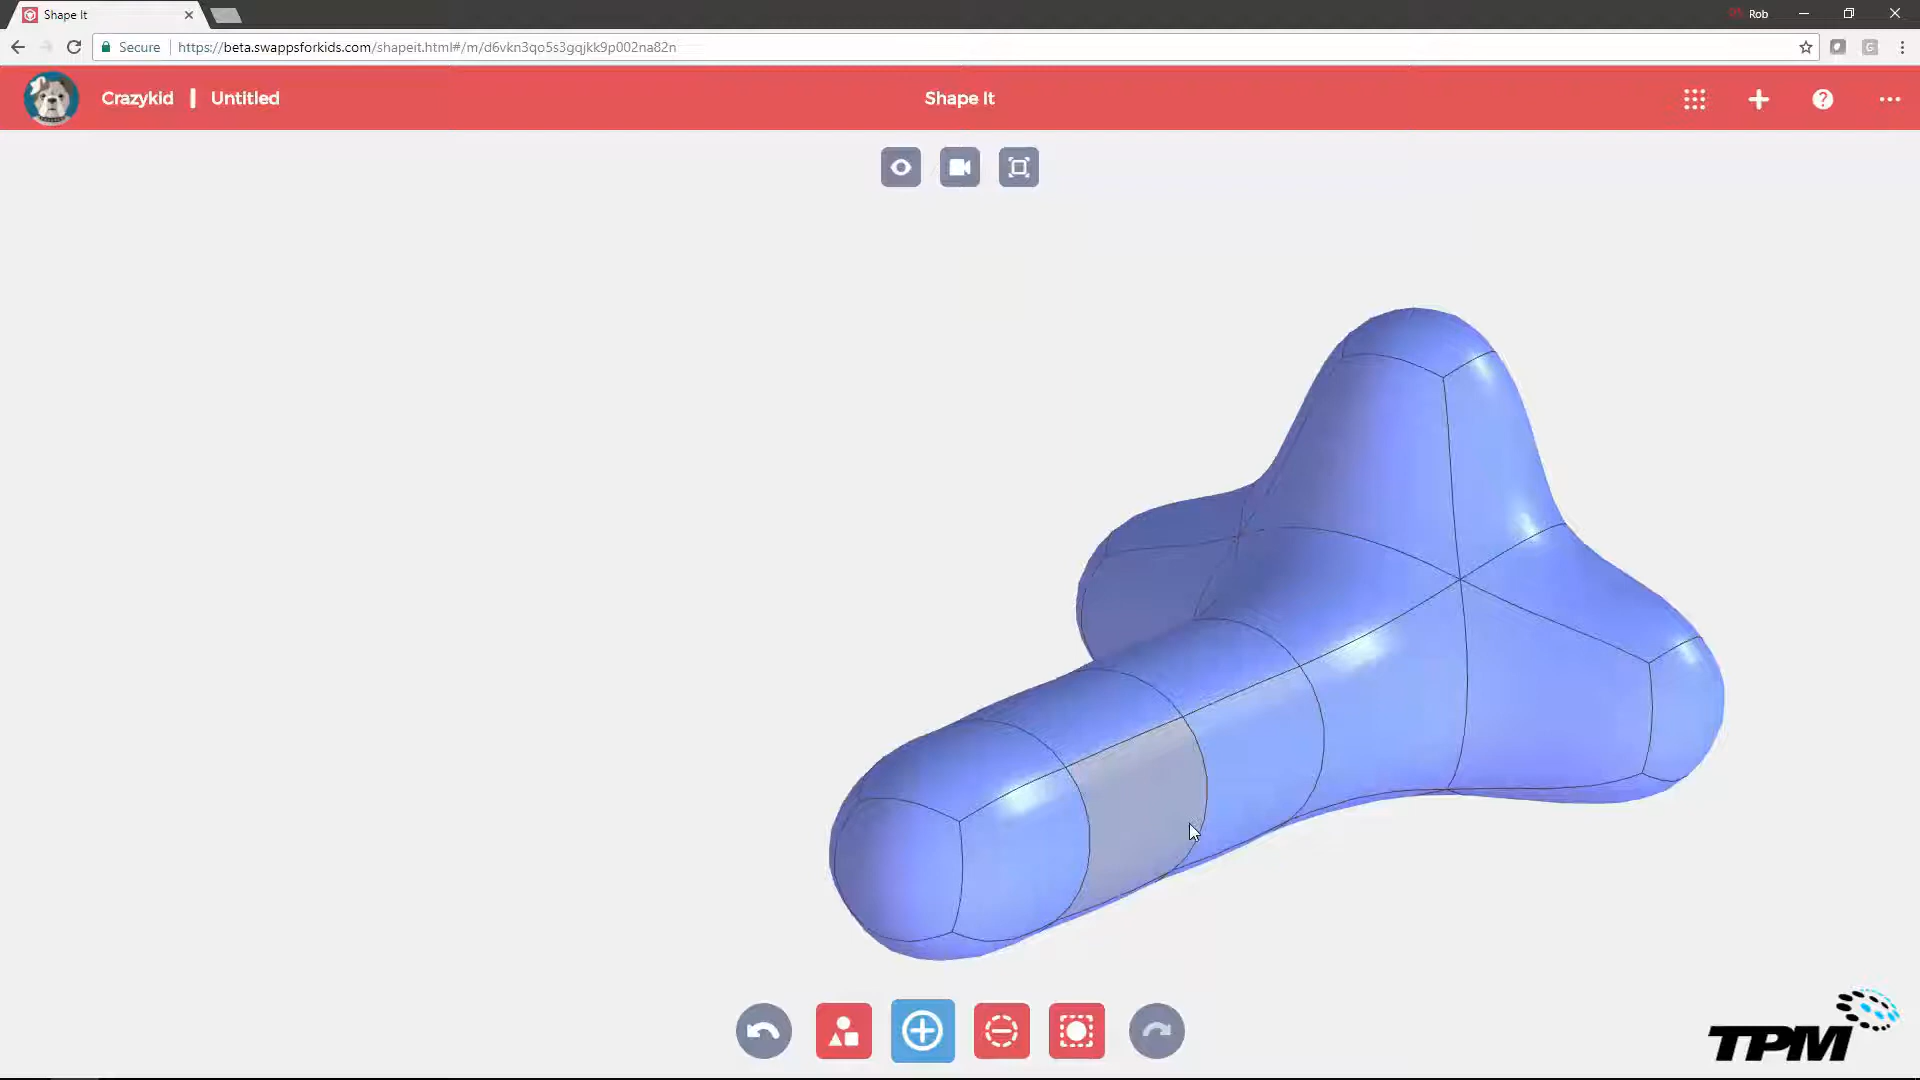 Shape It
Rob
Secure
https://beta.swappsforkids.com/shapeit.html#/m/d6vkn3qo5s3gqjkk9p002na82n
Crazykid | Untitled
Shape It
TPM